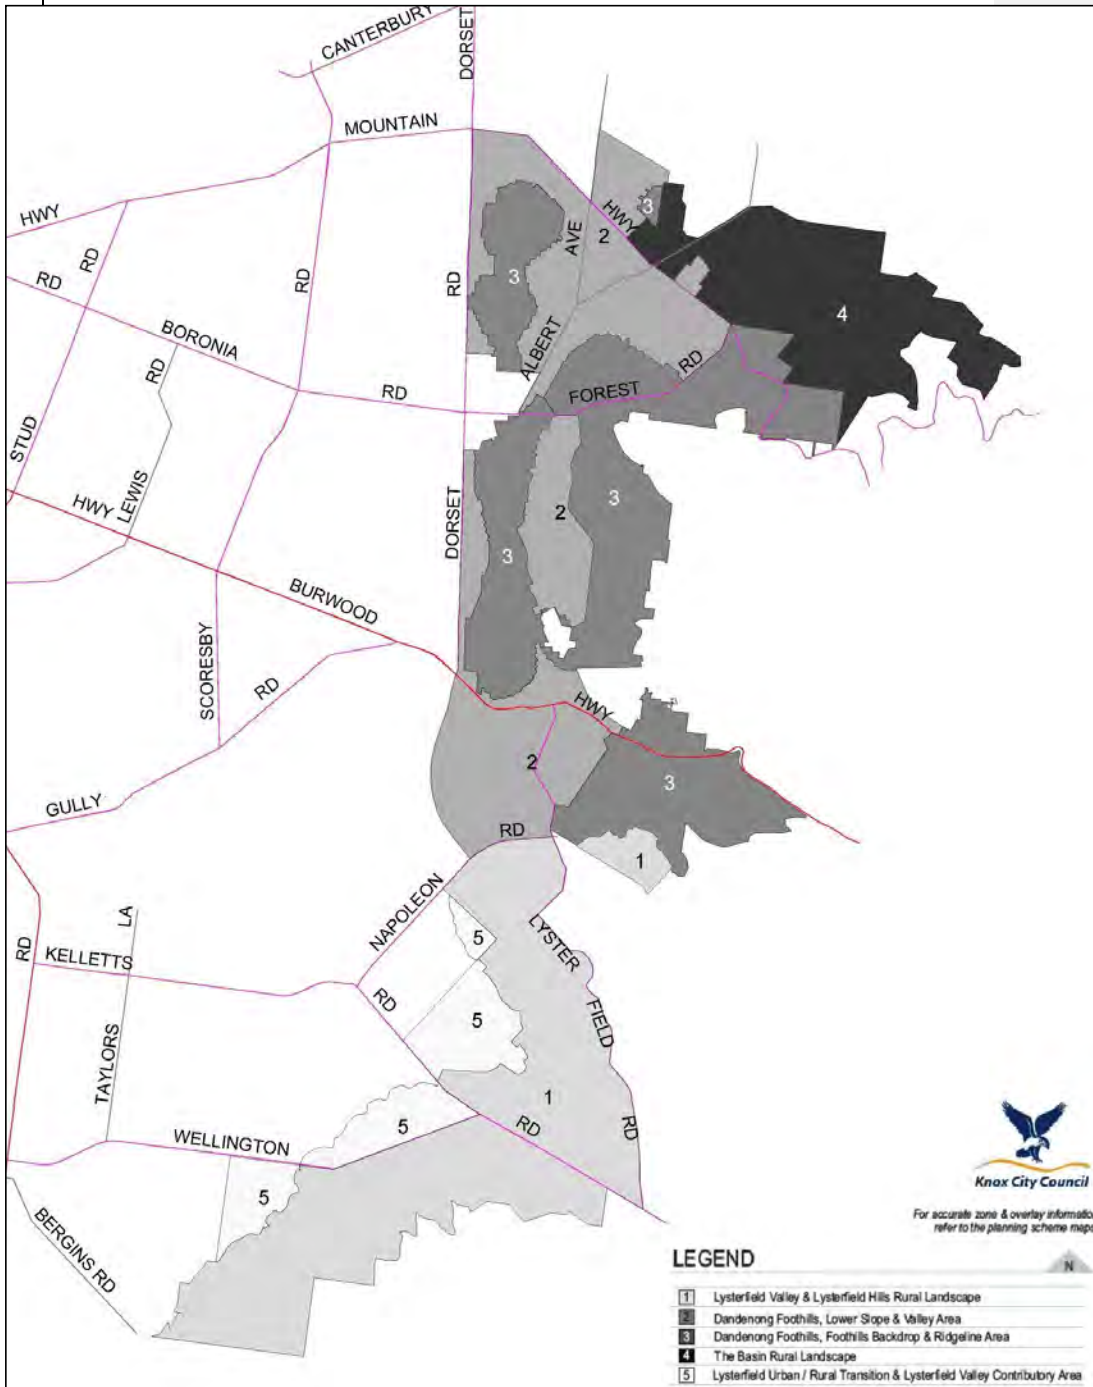 CANTERBURY
DORSET
MOUNTAIN
HWY
RD
RD
RD
RD
3
HWY
AVE
2
3
4
BORONIA
RD
RD
ALBERT
RD
FOREST
STUD
LEWIS
HWY
DORSET
2
3
3
BURWOOD
SCORESBY
RD
HWY
2
3
GULLY
RD
1
NAPOLEON
LA
RD
KELLETTS
5
LYSTER
RD
5
FIELD
TAYLORS
1
5
RD
RD
WELLINGTON
5
BERGINS RD
Knox City Council
For accurate zone & overlay informatio
refer to the planning scheme maps
LEGEND
N
1 Lysterfield Valley & Lysterfield Hills Rural Landscape
2 Dandenong Foothills, Lower Slope & Valley Area
3 Dandenong Foothills, Foothills Backdrop & Ridgeline Area
4 The Basin Rural Landscape
5 Lysterfield Urban / Rural Transition & Lysterfield Valley Contributory Area